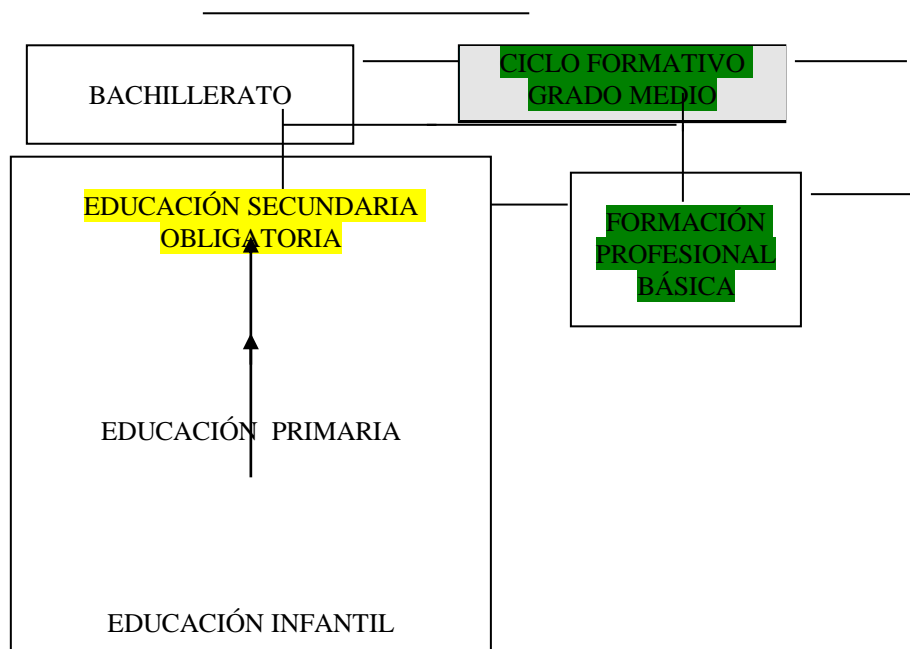 CICLO FORMATIVO
GRADO MEDIO
BACHILLERATO
EDUCACIÓN SECUNDARIA
OBLIGATORIA
FORMACIÓN
PROFESIONAL
BÁSICA
EDUCACIÓN PRIMARIA
EDUCACIÓN INFANTIL